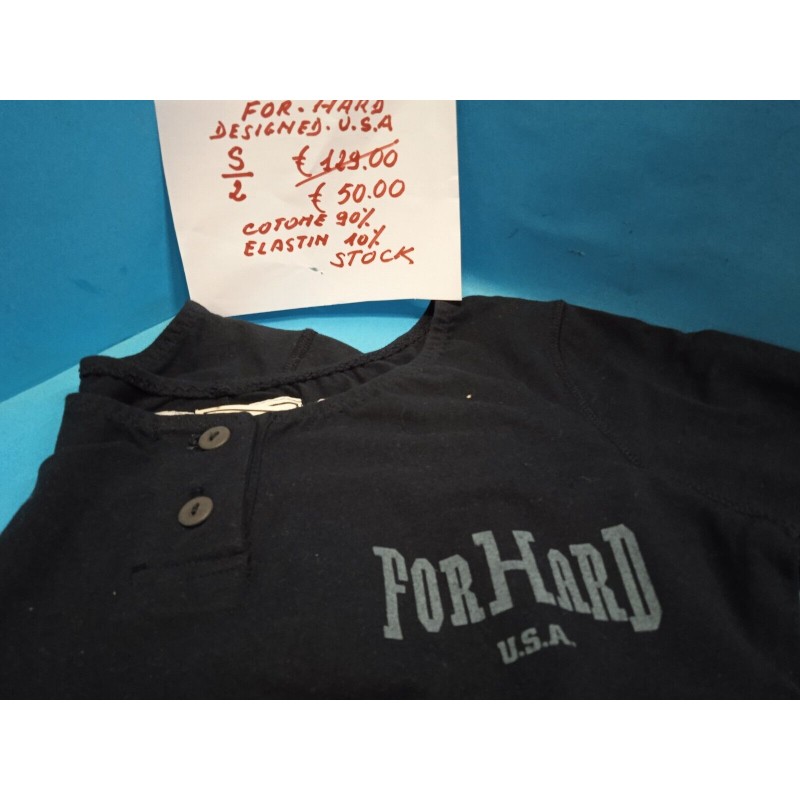 FOR. HARD
DESIGNED. U.S.A
S/2 € 129.00
€ 50.00
COTONE 90%
ELASTIN 10%
STOCK
FORHARD
U.S.A.